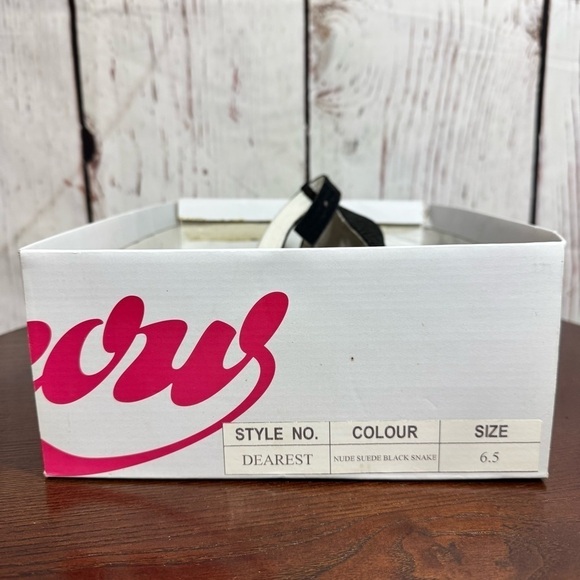 STYLE NO. COLOUR SIZE
DEAREST NUDE SUEDE BLACK SNAKE 6.5